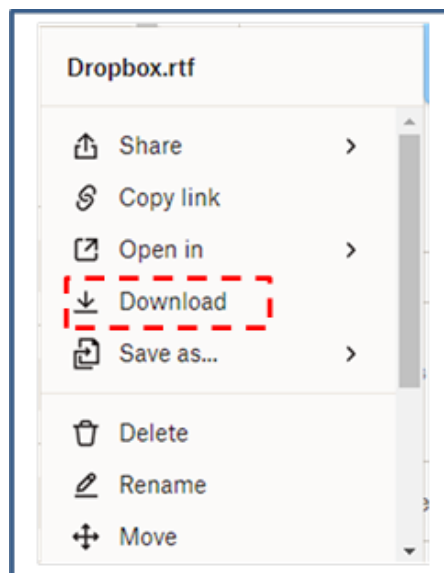 Dropbox.rtf
Share
Copy link
Open in
Download
Save as...
Delete
Rename
Move